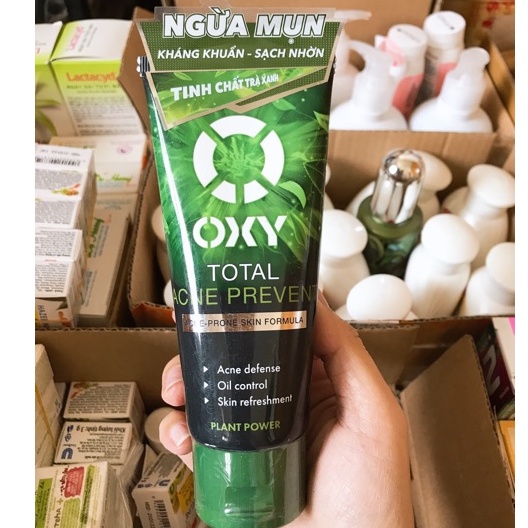 NGỪA MỤN
KHÁNG KHUẨN - SẠCH NHỜN
TINH CHẤT TRÀ XANH
OXY
TOTAL
ACNE PREVENT
E-PRONE SKIN FORMULA
Acne defense
Oil control
Skin refreshment
PLANT POWER
Lactacyd